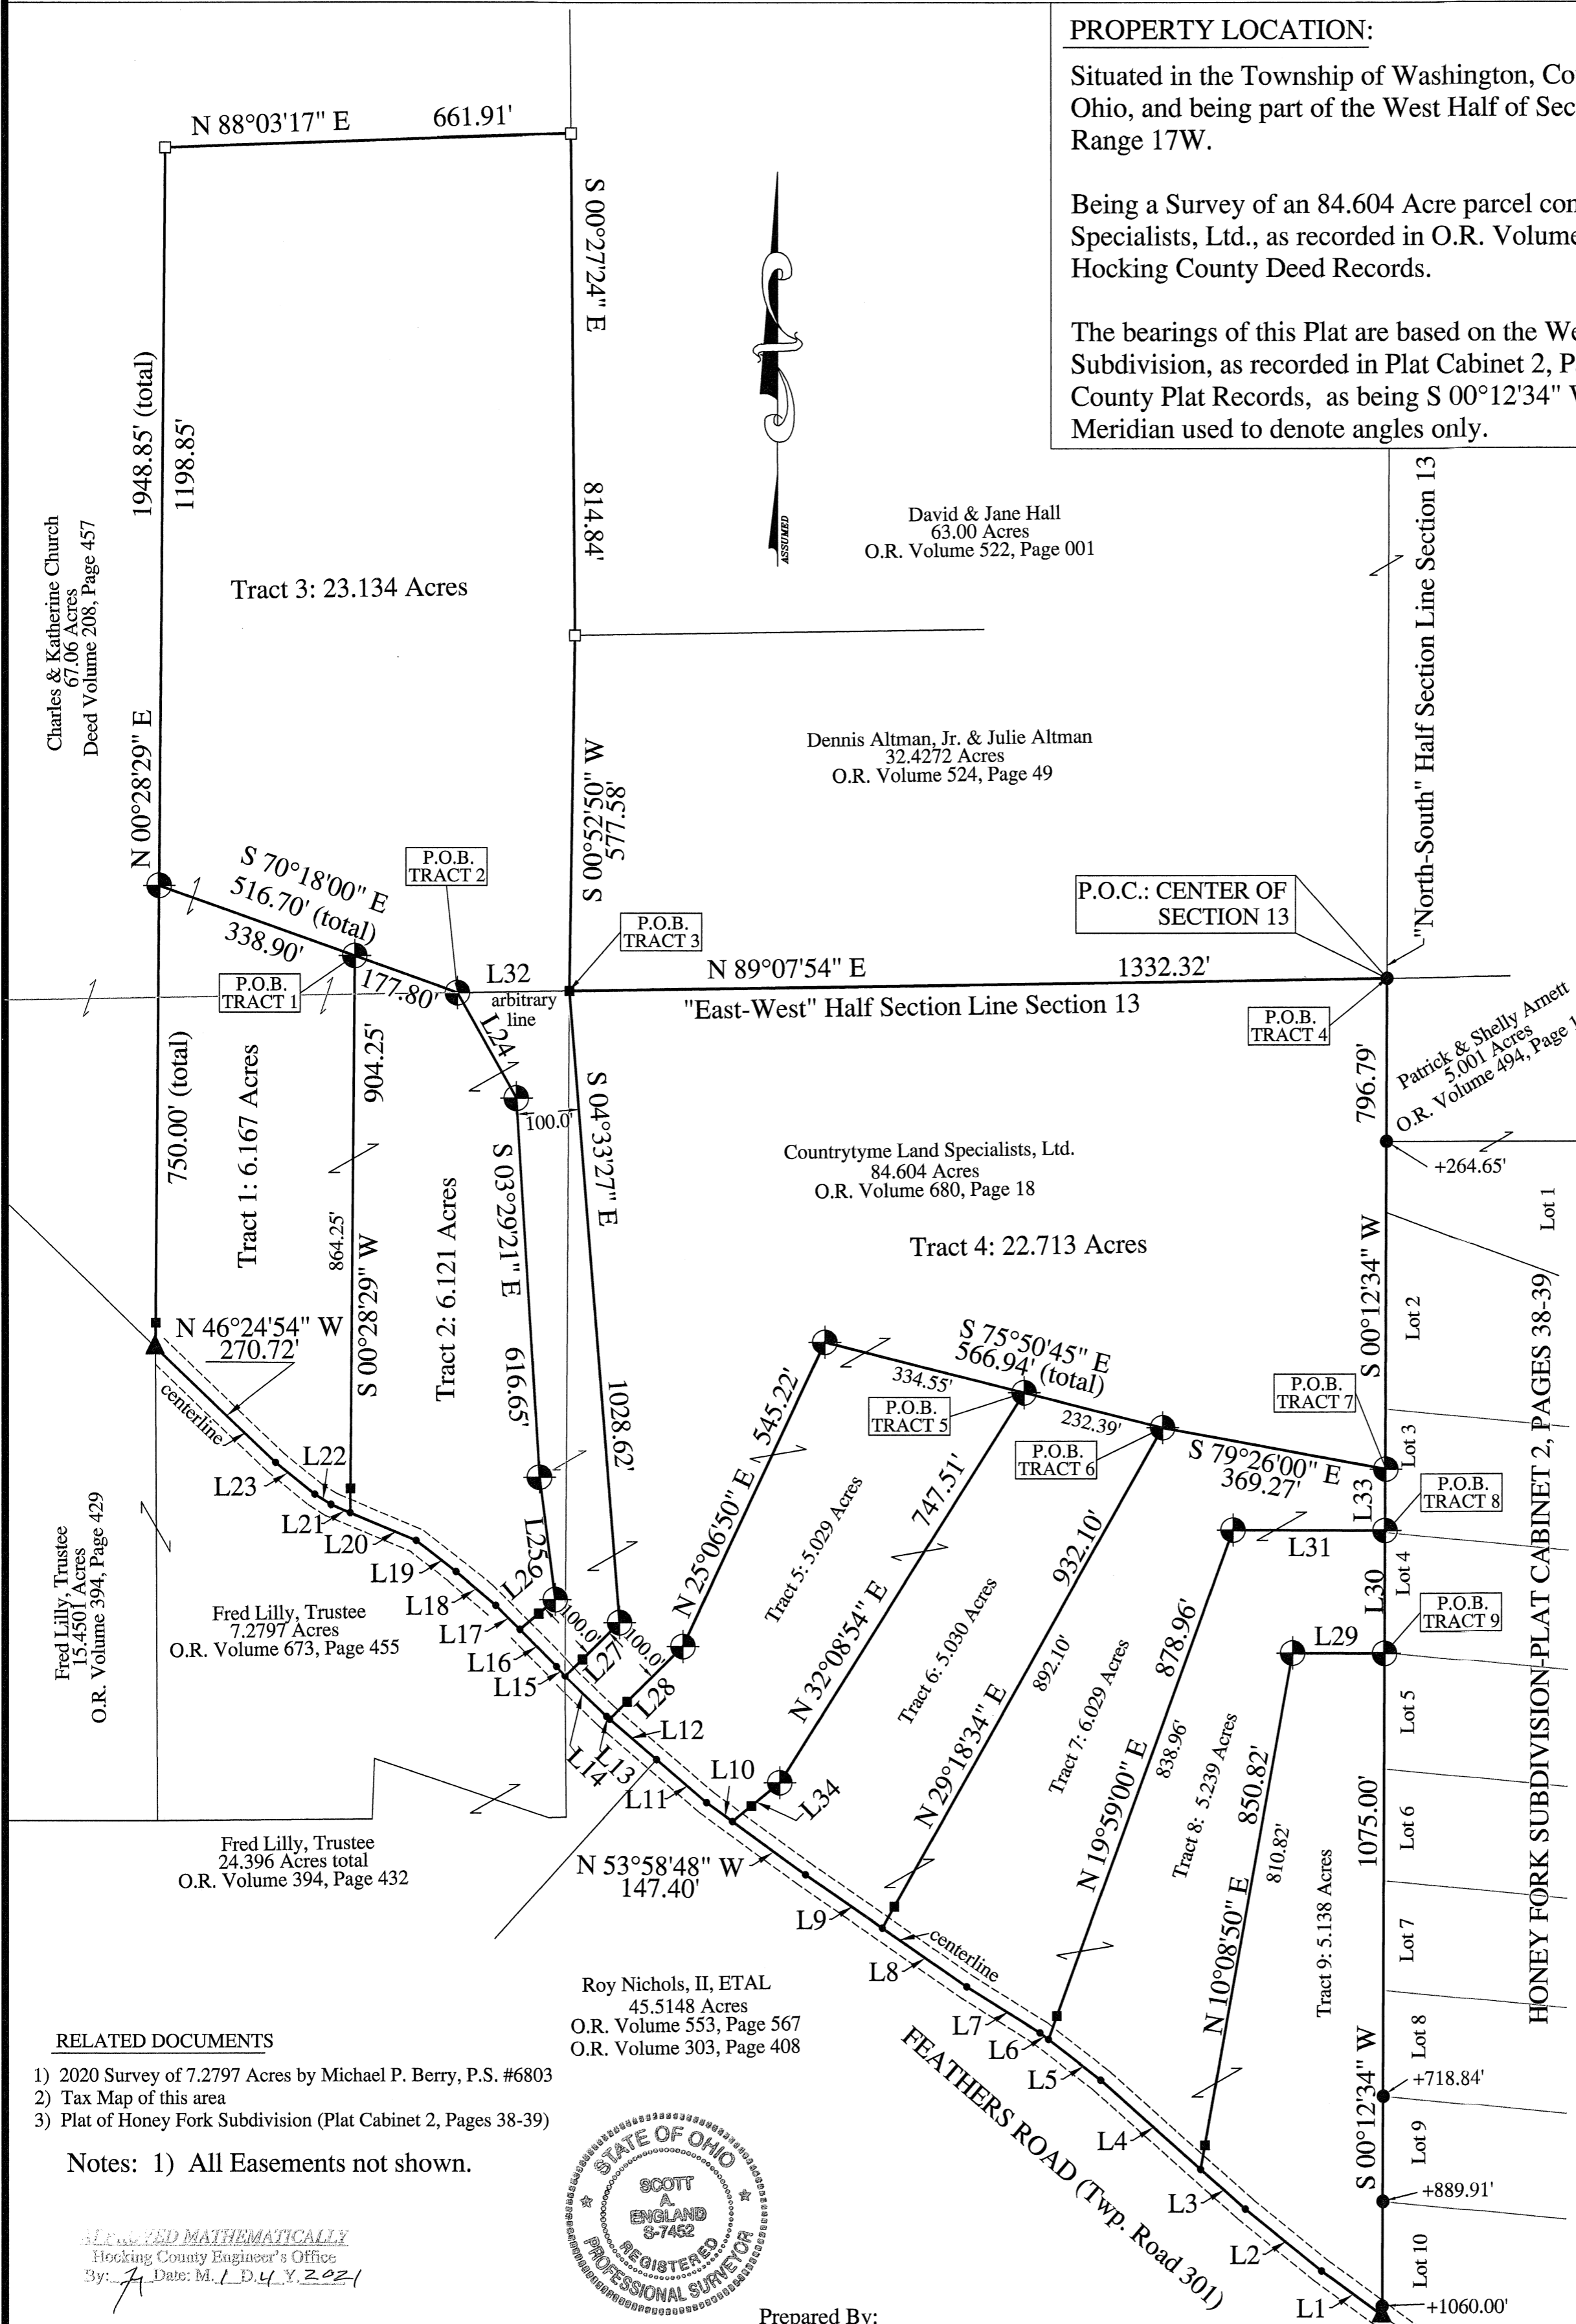 PROPERTY LOCATION:
Situated in the Township of Washington,
Ohio, and being part of the West Half of
Range 17W.
Being a Survey of an 84.604 Acre parcel
Specialists, Ltd., as recorded in O.R. Volume
Hocking County Deed Records.
The bearings of this Plat are based on the
Subdivision, as recorded in Plat Cabinet 2,
County Plat Records, as being S 00°12'34"
Meridian used to denote angles only.
N 88°03'17" E 661.91'
S 00°27'24" E 814.84'
1948.85' (total)
1198.85'
N 00°28'29" E
ASSUMED
David & Jane Hall
63.00 Acres
O.R. Volume 522, Page 001
"North-South" Half Section Line Section 13
Charles & Katherine Church
67.06 Acres
Deed Volume 208, Page 457
Tract 3: 23.134 Acres
Dennis Altman, Jr. & Julie Altman
32.4272 Acres
O.R. Volume 524, Page 49
S 00°52'50" W
577.58'
S 70°18'00" E
516.70' (total)
338.90'
177.80'
P.O.B.
TRACT 2
P.O.B.
TRACT 3
P.O.B.
TRACT 1
P.O.C.: CENTER OF
SECTION 13
L32
arbitrary
line
N 89°07'54" E 1332.32'
"East-West" Half Section Line Section 13
P.O.B.
TRACT 4
Patrick & Shelly Arnett
5.001 Acres
O.R. Volume 494, Page
796.79'
+264.65'
L24
100.0'
750.00' (total)
Tract 1: 6.167 Acres
904.25'
864.25'
S 00°28'29" W
Tract 2: 6.121 Acres
S 03°29'21" E 616.65'
S 04°33'27" E 1028.62'
Countrytyme Land Specialists, Ltd.
84.604 Acres
O.R. Volume 680, Page 18
Tract 4: 22.713 Acres
S 00°12'34" W
Lot 1
Lot 2
Lot 3
Lot 4
Lot 5
Lot 6
Lot 7
Lot 8
Lot 9
Lot 10
HONEY FORK SUBDIVISION-PLAT CABINET 2, PAGES 38-39
N 46°24'54" W
270.72'
centerline
S 75°50'45" E
566.94' (total)
334.55'
232.39'
P.O.B.
TRACT 5
P.O.B.
TRACT 6
P.O.B.
TRACT 7
S 79°26'00" E
369.27'
P.O.B.
TRACT 8
P.O.B.
TRACT 9
L33
L31
L30
L29
N 25°06'50" E 545.22'
Tract 5: 5.029 Acres
N 32°08'54" E 747.51'
Tract 6: 5.030 Acres
N 29°18'34" E 932.10'
892.10'
Tract 7: 6.029 Acres
N 19°59'00" E 878.96'
838.96'
Tract 8: 5.239 Acres
N 10°08'50" E 850.82'
810.82'
Tract 9: 5.138 Acres
1075.00'
S 00°12'34" W
+718.84'
+889.91'
+1060.00'
L22
L23
L21
L20
L19
L18
L17
L16
L15
L25
L26
100.0'
L27
100.0'
L28
L14
L13
L12
L11
L10
L34
N 53°58'48" W
147.40'
L9
centerline
L8
L7
L6
L5
L4
L3
L2
L1
FEATHERS ROAD (Twp. Road 301)
Fred Lilly, Trustee
15.4501 Acres
O.R. Volume 394, Page 429
Fred Lilly, Trustee
7.2797 Acres
O.R. Volume 673, Page 455
Fred Lilly, Trustee
24.396 Acres total
O.R. Volume 394, Page 432
Roy Nichols, II, ETAL
45.5148 Acres
O.R. Volume 553, Page 567
O.R. Volume 303, Page 408
RELATED DOCUMENTS
1) 2020 Survey of 7.2797 Acres by Michael P. Berry, P.S. #6803
2) Tax Map of this area
3) Plat of Honey Fork Subdivision (Plat Cabinet 2, Pages 38-39)
Notes: 1) All Easements not shown.
MATHEMATICALLY
Hocking County Engineer's Office
By: Date: M. 1 D. 4 Y. 2021
STATE OF OHIO
SCOTT
A.
ENGLAND
S-7452
REGISTERED
PROFESSIONAL SURVEYOR
Prepared By: